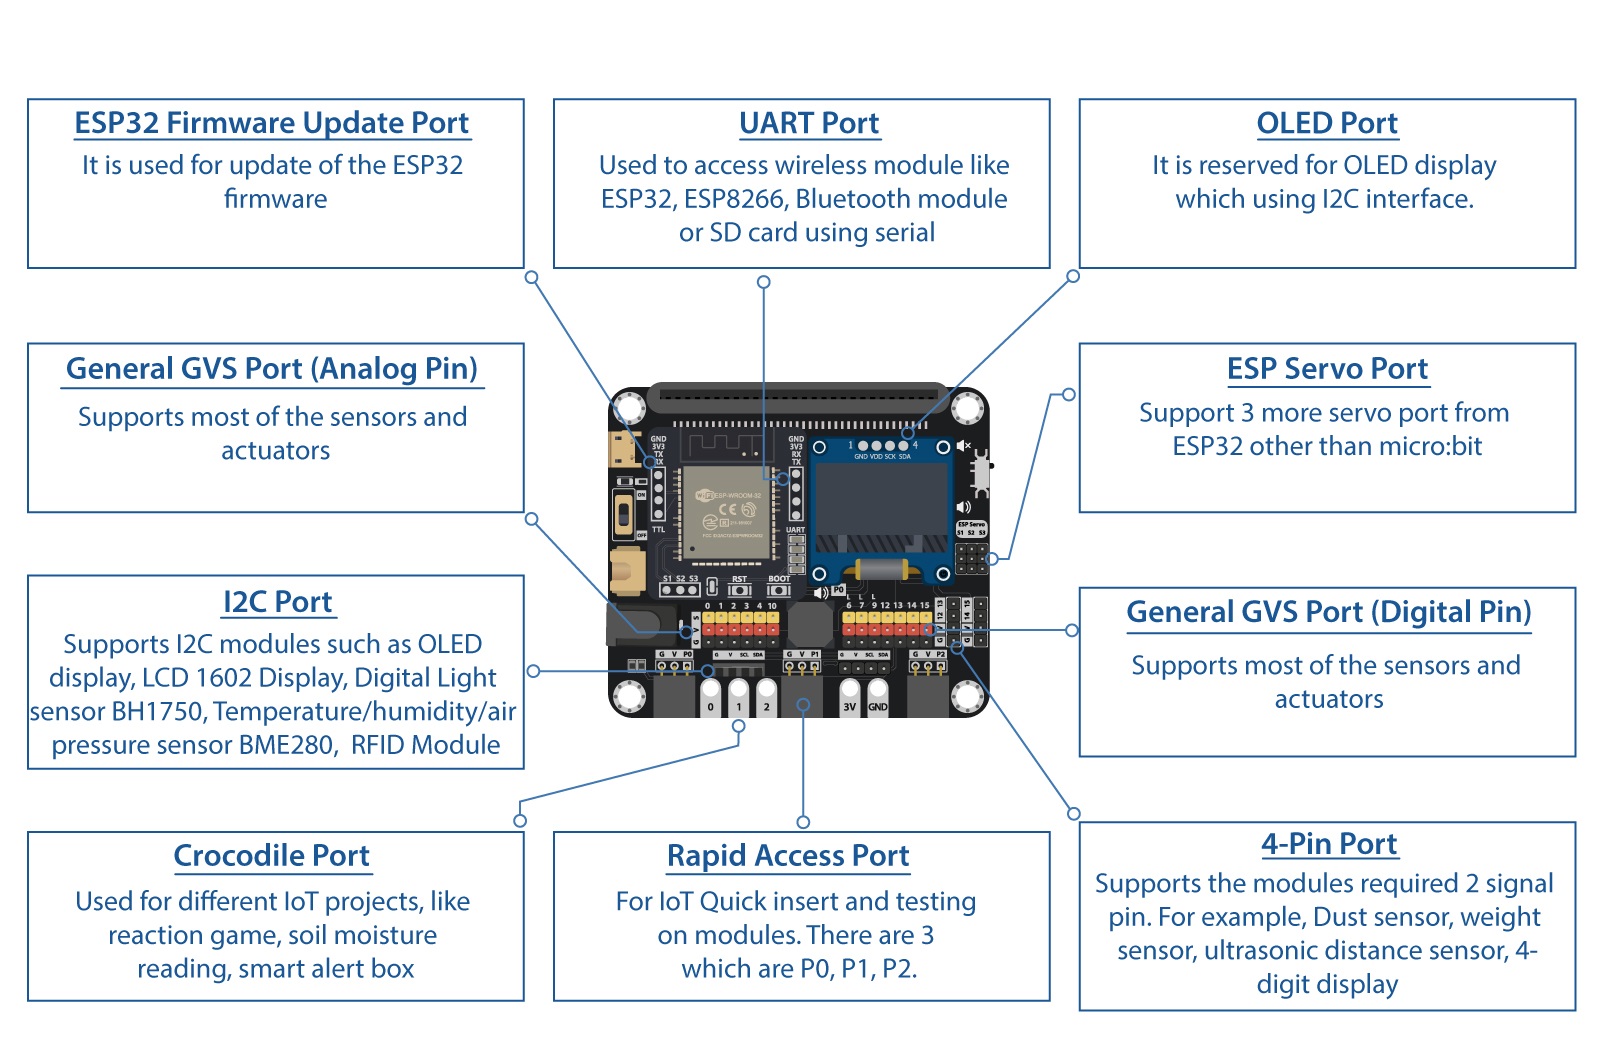 ESP32 Firmware Update Port
It is used for update of the ESP32
firmware
UART Port
Used to access wireless module like
ESP32, ESP8266, Bluetooth module
or SD card using serial
OLED Port
It is reserved for OLED display
which using I2C interface.
General GVS Port (Analog Pin)
Supports most of the sensors and
actuators
ESP Servo Port
Support 3 more servo port from
ESP32 other than micro:bit
I2C Port
Supports I2C modules such as OLED
display, LCD 1602 Display, Digital Light
sensor BH1750, Temperature/humidity/air
pressure sensor BME280,  RFID Module
General GVS Port (Digital Pin)
Supports most of the sensors and
actuators
Crocodile Port
Used for different IoT projects, like
reaction game, soil moisture
reading, smart alert box
Rapid Access Port
For IoT Quick insert and testing
on modules. There are 3
which are P0, P1, P2.
4-Pin Port
Supports the modules required 2 signal
pin. For example, Dust sensor, weight
sensor, ultrasonic distance sensor, 4-
digit display
GND
3V3
TX
RX
TTL
GND
3V3
RX
TX
UART
ESP-WROOM-32
1 4
GND VDD SCK SDA
ON
OFF
ESP Servo
S1 S2 S3
S1 S2 S3
RST
BOOT
P0
0 1 2 3 4 10
L L L
6 7 9 12 13 14 15
S
V
G
G V P0
G V SCL SDA
G V P1
G V SCL SDA
G V P2
0
1
2
3V
GND